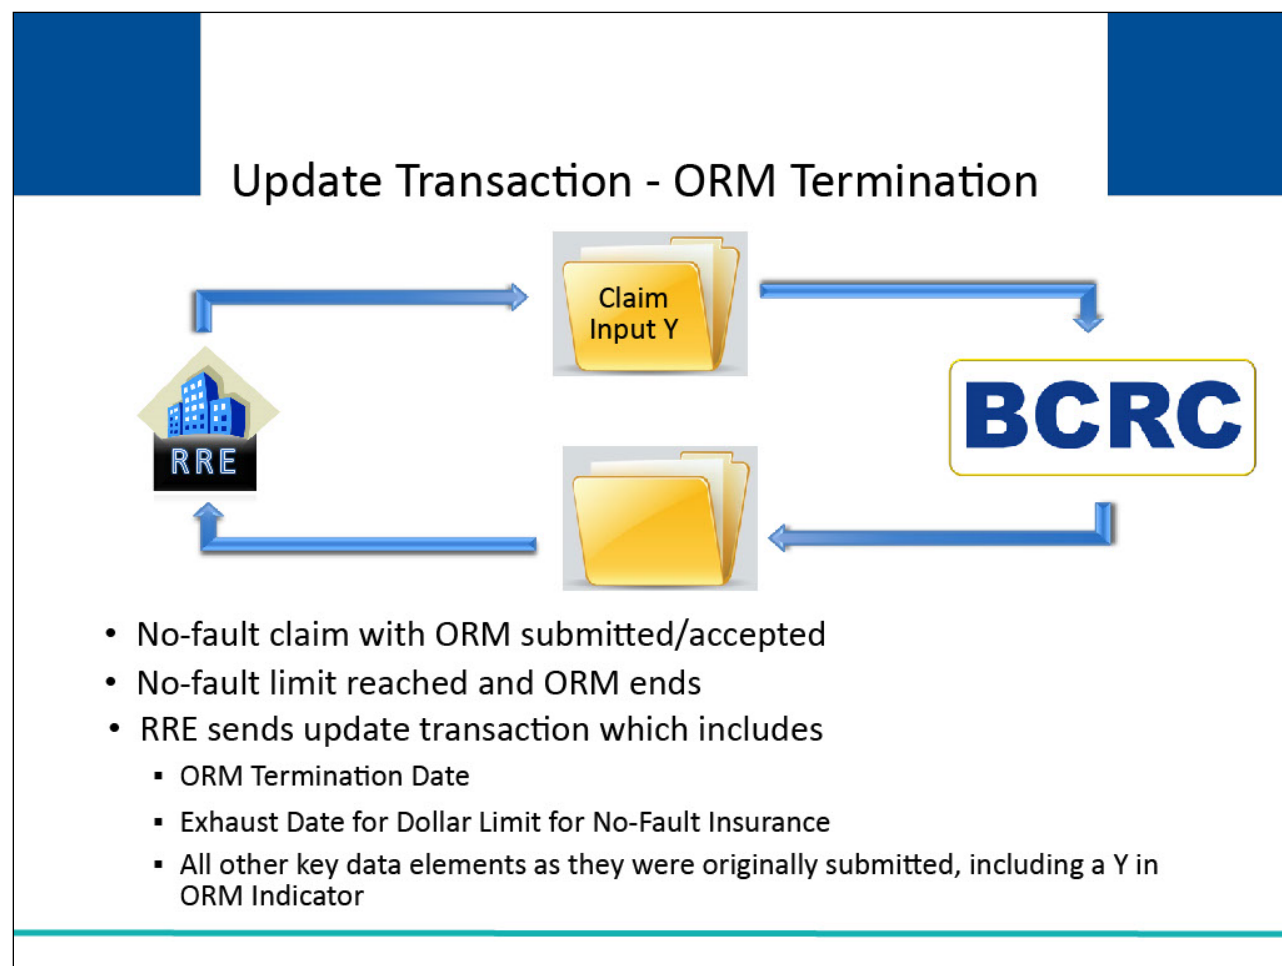 Update Transaction - ORM Termination
Claim
Input Y
RRE
BCRC
• No-fault claim with ORM submitted/accepted
• No-fault limit reached and ORM ends
• RRE sends update transaction which includes
▪ ORM Termination Date
▪ Exhaust Date for Dollar Limit for No-Fault Insurance
▪ All other key data elements as they were originally submitted, including a Y in
ORM Indicator